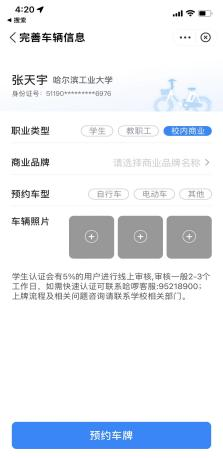 4:20
搜索
完善车辆信息
张天宇 哈尔滨工业大学
身份证号：51190*********6976
职业类型 学生 教职工 校内商业
商业品牌 请选择商业品牌名称
预约车型 自行车 电动车 其他
车辆照片
学生认证会有5%的用户进行线上审核,审核一般2-3个
工作日，如需快速认证可联系哈啰客服:95218900;
上牌流程及相关问题咨询请联系学校相关部门。
预约车牌